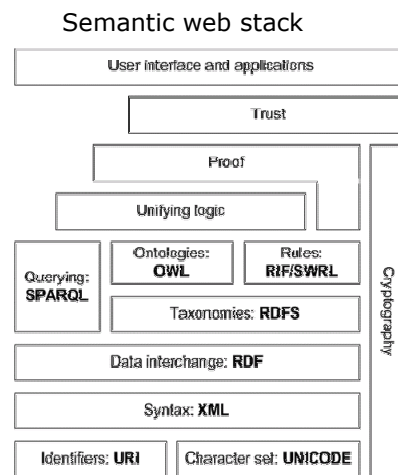 Semantic web stack
User interface and applications
Trust
Proof
Unifying logic
Ontologies:
OWL
Rules:
RIF/SWRL
Querying:
SPARQL
Taxonomies: RDFS
Cryptography
Data interchange: RDF
Syntax: XML
Identifiers: URI
Character set: UNICODE